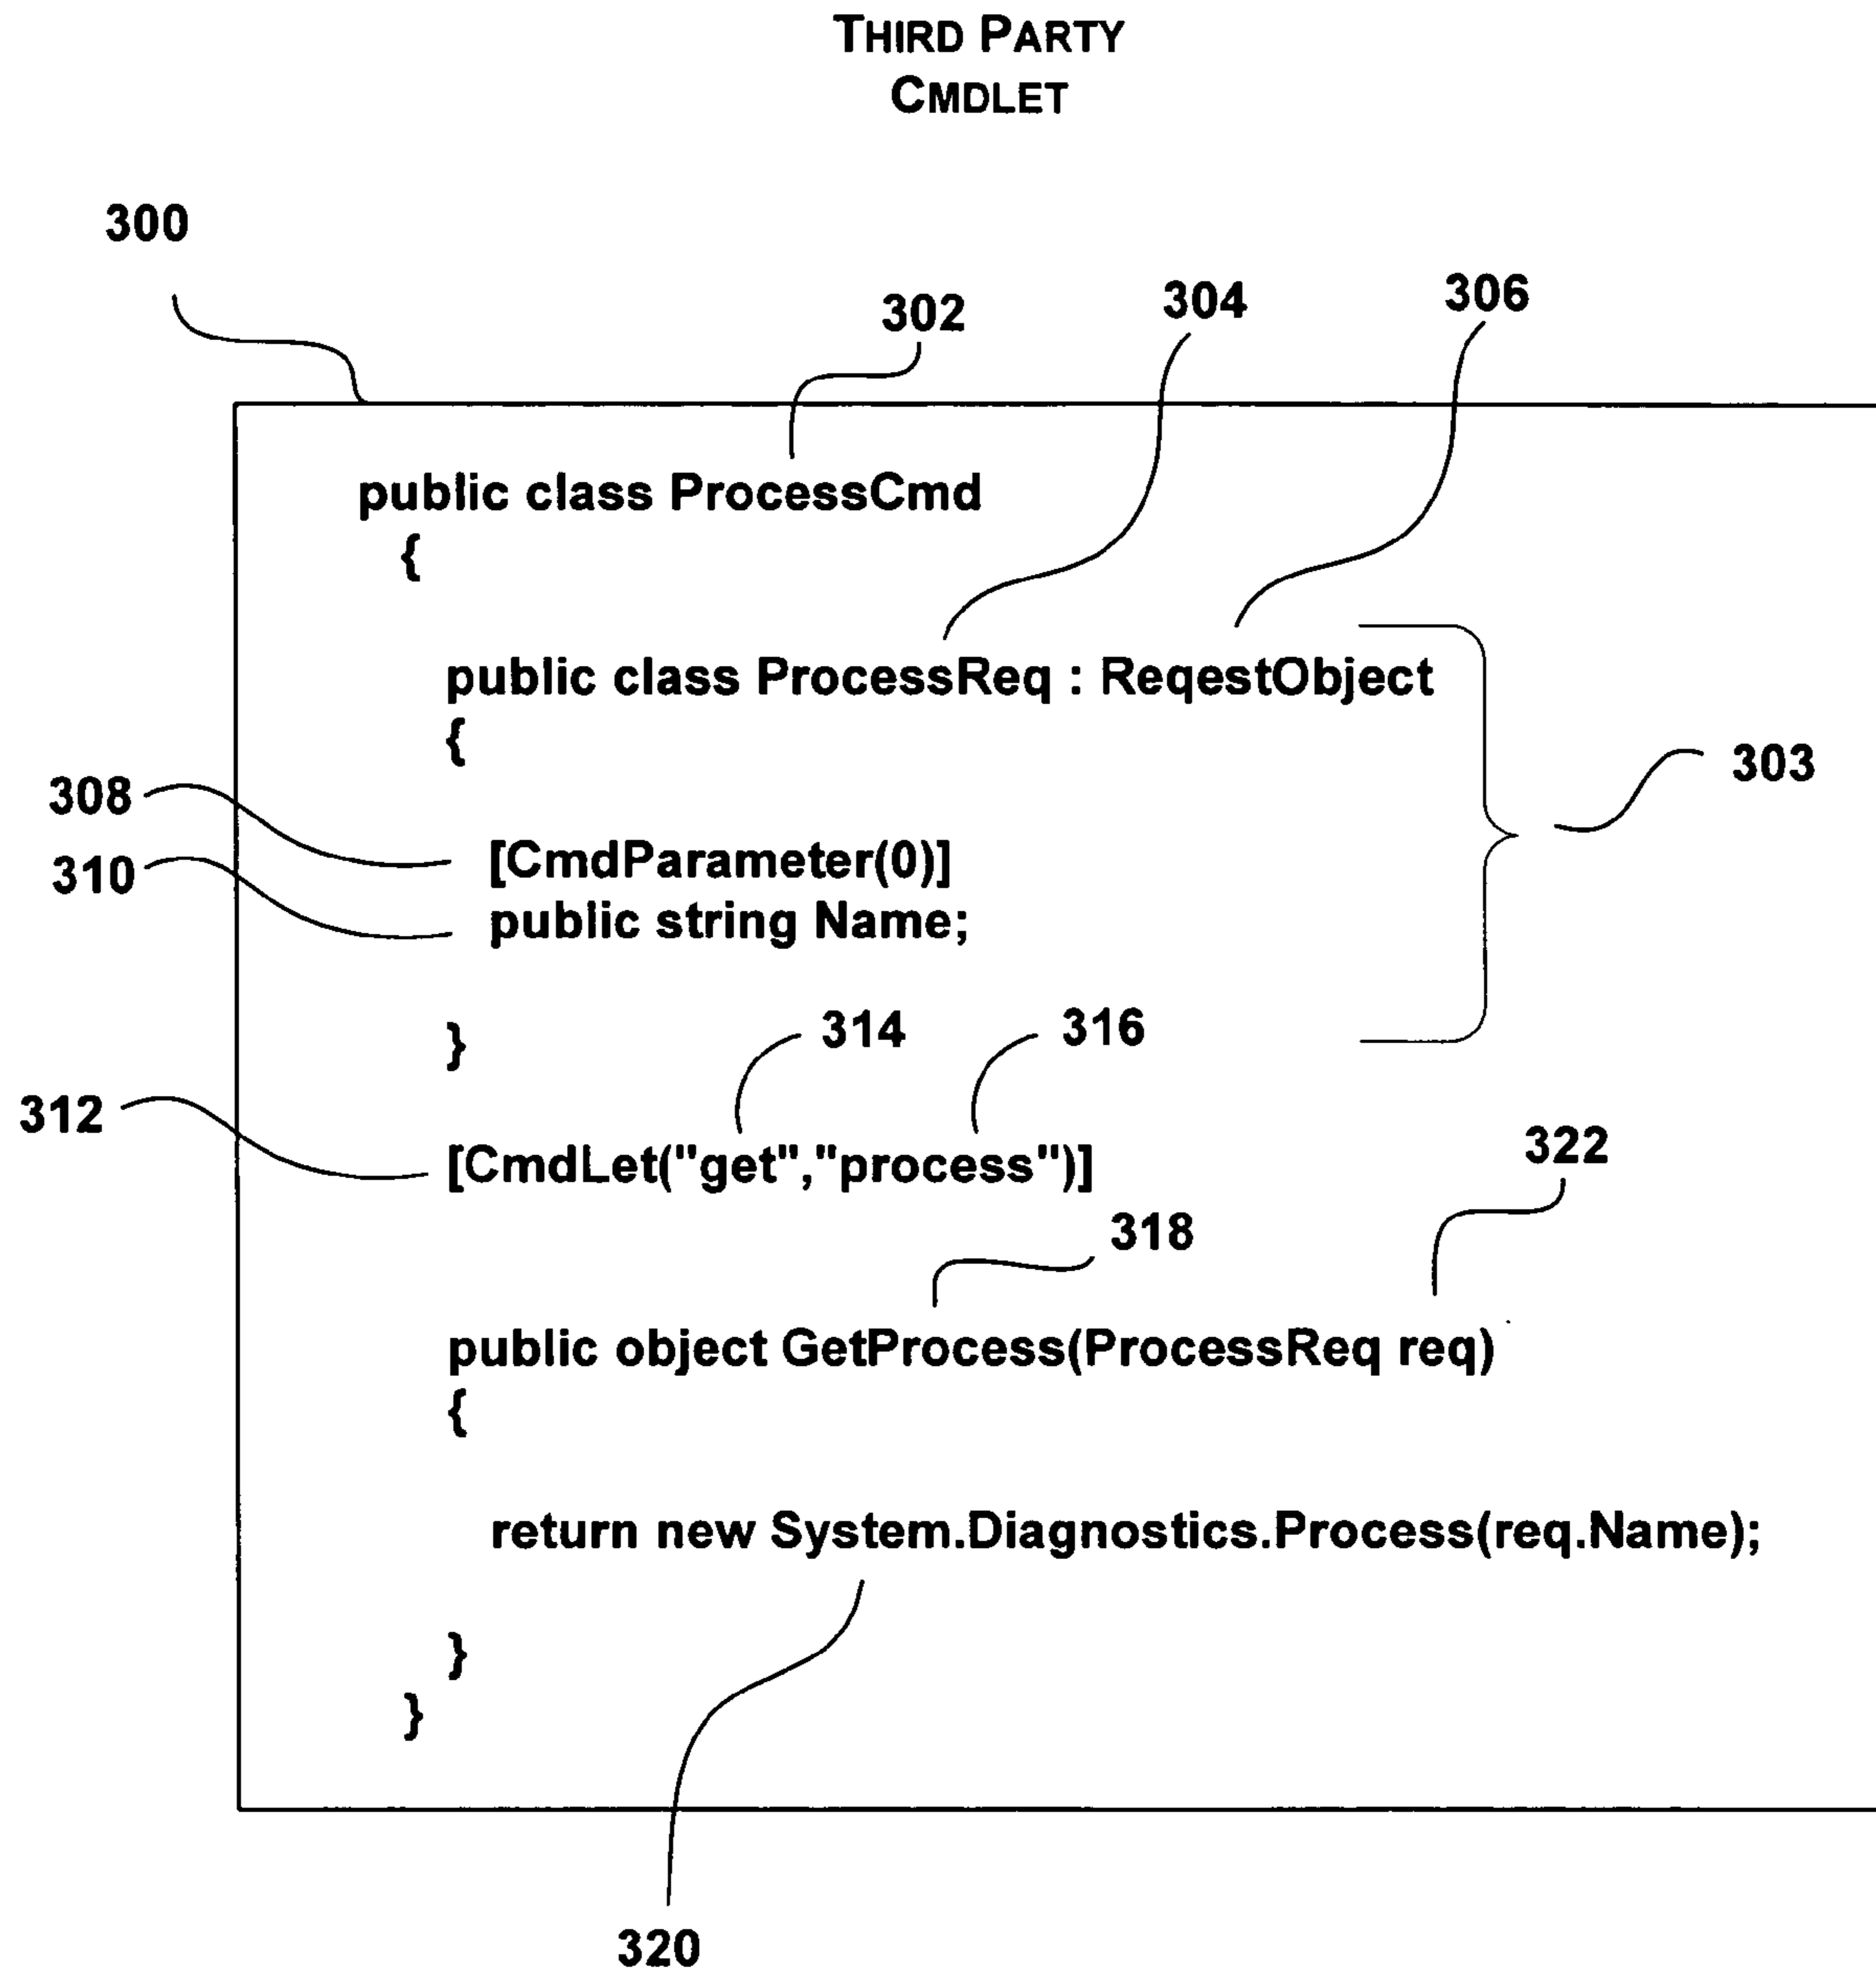 THIRD PARTY
CMDLET
300
302
304
306
public class ProcessCmd
{
public class ProcessReq : ReqestObject
{
303
308
[CmdParameter(0)]
310
public string Name;
}
314
316
312
[CmdLet("get","process")]
322
318
public object GetProcess(ProcessReq req)
{
return new System.Diagnostics.Process(req.Name);
}
}
320